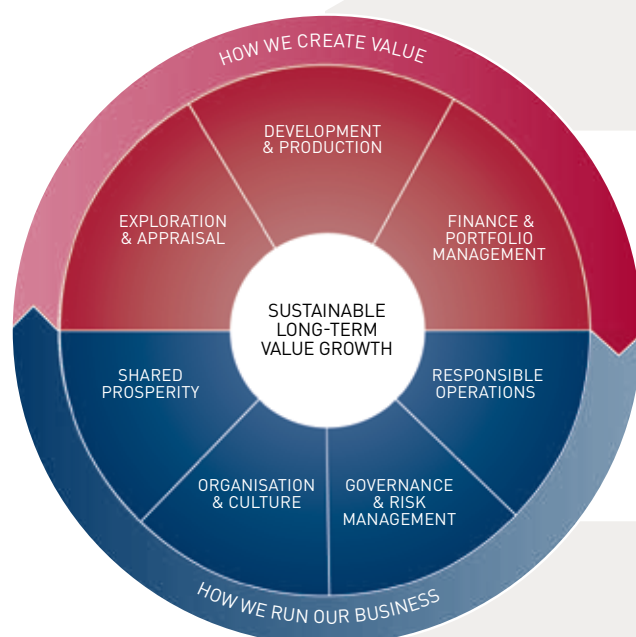 HOW WE CREATE VALUE
DEVELOPMENT
& PRODUCTION
EXPLORATION
& APPRAISAL
FINANCE &
PORTFOLIO
MANAGEMENT
SUSTAINABLE
LONG-TERM
VALUE GROWTH
SHARED
PROSPERITY
RESPONSIBLE
OPERATIONS
ORGANISATION
& CULTURE
GOVERNANCE
& RISK
MANAGEMENT
HOW WE RUN OUR BUSINESS